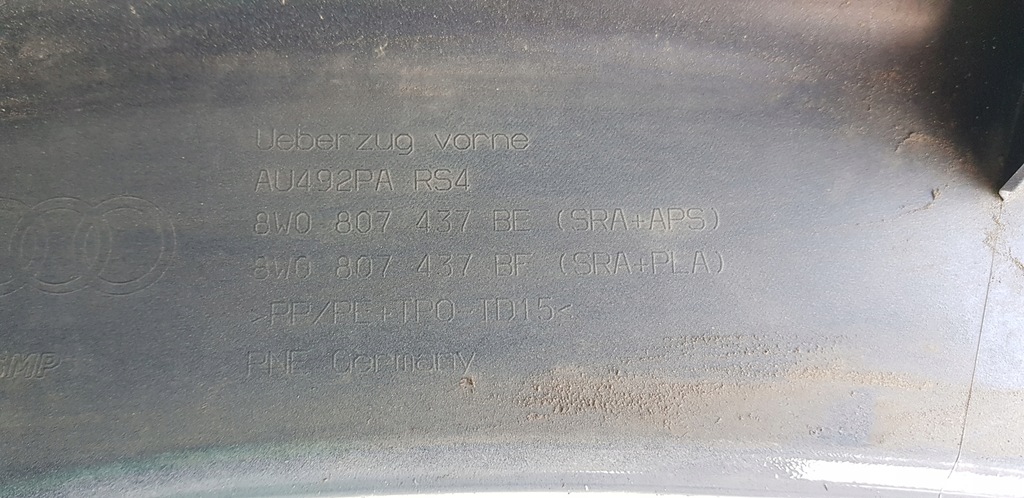 Ueberzug vorne
AU492PA RS4
8W0 807 437 BE (SRA+APS)
8W0 807 437 BF (SRA+PLA)
>PP/PE+TPO-TD15<
PNE Germany